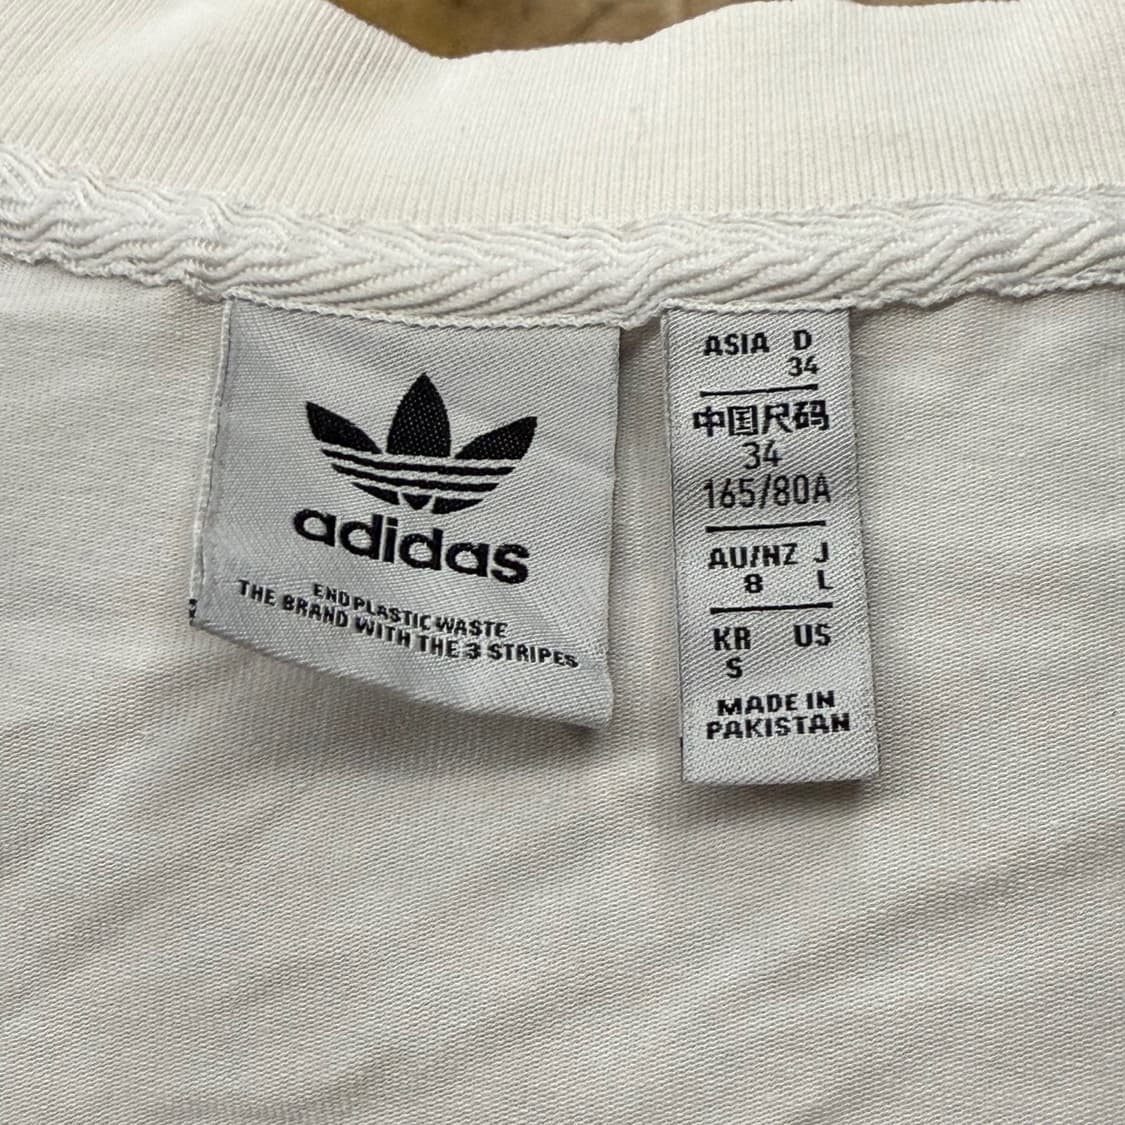 adidas
END PLASTIC WASTE
THE BRAND WITH THE 3 STRIPES
ASIA D
34
中国尺码
34
165/80A
AU/NZ J
8 L
KR US
S
MADE IN
PAKISTAN